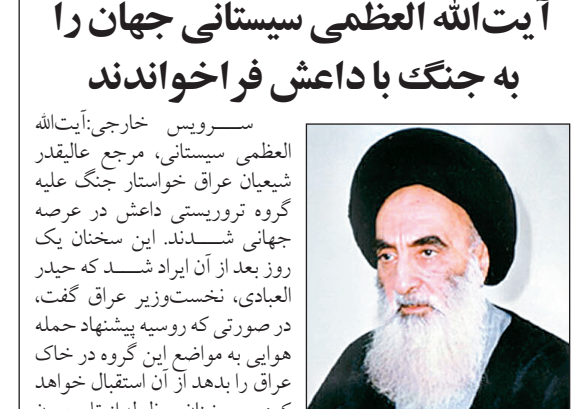 آیت‌الله العظمی سیستانی جهان را
به جنگ با داعش فراخواندند
ســـرویس خارجی:آیت‌الله
العظمی سیستانی، مرجع عالیقدر
شیعیان عراق خواستار جنگ علیه
گروه تروریستی داعش در عرصه
جهانی شـــدند. این سخنان یک
روز بعد از آن ایراد شـــد که حیدر
العبادی، نخست‌وزیر عراق گفت،
در صورتی که روسیه پیشنهاد حمله
هوایی به مواضع این گروه در خاک
عراق را بدهد از آن استقبال خواهد